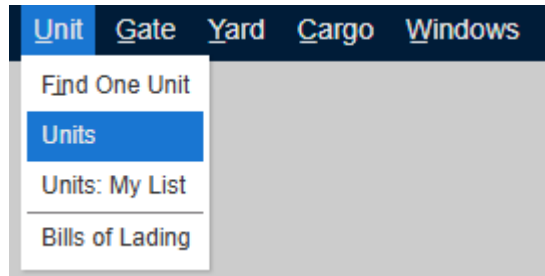 Unit Gate Yard Cargo Windows
Find One Unit
Units
Units: My List
Bills of Lading